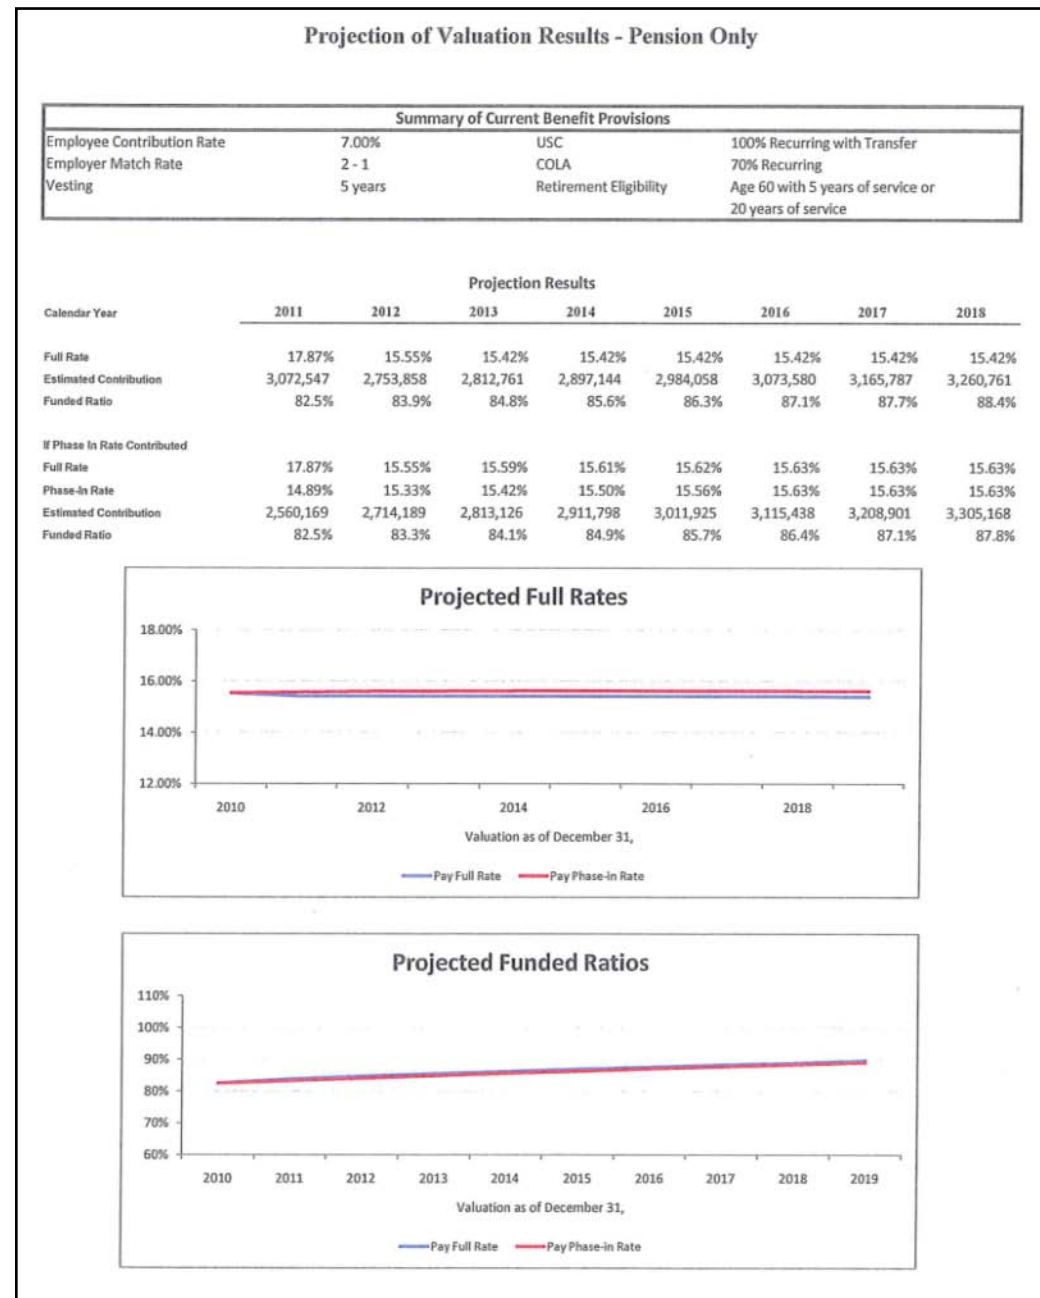 Projection of Valuation Results - Pension Only
Summary of Current Benefit Provisions
Employee Contribution Rate 7.00% USC 100% Recurring with Transfer
Employer Match Rate 2 - 1 COLA 70% Recurring
Vesting 5 years Retirement Eligibility Age 60 with 5 years of service or
20 years of service
Projection Results
Calendar Year 2011 2012 2013 2014 2015 2016 2017 2018
Full Rate 17.87% 15.55% 15.42% 15.42% 15.42% 15.42% 15.42% 15.42%
Estimated Contribution 3,072,547 2,753,858 2,812,761 2,897,144 2,984,058 3,073,580 3,165,787 3,260,761
Funded Ratio 82.5% 83.9% 84.8% 85.6% 86.3% 87.1% 87.7% 88.4%
If Phase In Rate Contributed
Full Rate 17.87% 15.55% 15.59% 15.61% 15.62% 15.63% 15.63% 15.63%
Phase-In Rate 14.89% 15.33% 15.42% 15.50% 15.56% 15.63% 15.63% 15.63%
Estimated Contribution 2,560,169 2,714,189 2,813,126 2,911,798 3,011,925 3,115,438 3,208,901 3,305,168
Funded Ratio 82.5% 83.3% 84.1% 84.9% 85.7% 86.4% 87.1% 87.8%
Projected Full Rates
18.00%
16.00%
14.00%
12.00%
2010 2012 2014 2016 2018
Valuation as of December 31,
Pay Full Rate Pay Phase-in Rate
Projected Funded Ratios
110%
100%
90%
80%
70%
60%
2010 2011 2012 2013 2014 2015 2016 2017 2018 2019
Valuation as of December 31,
Pay Full Rate Pay Phase-in Rate